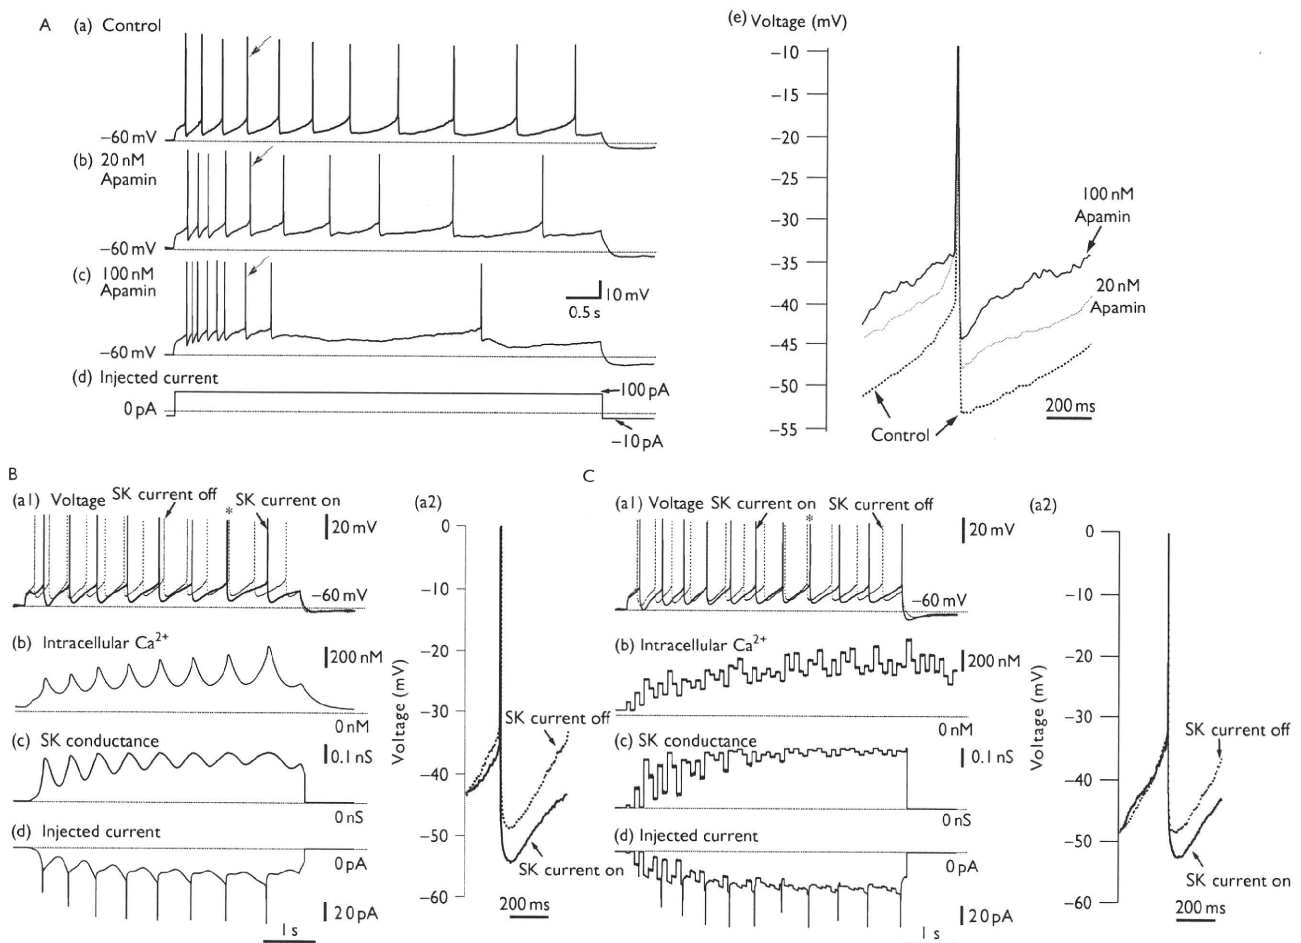 A (a) Control
−60 mV
(b) 20 nM
Apamin
−60 mV
(c) 100 nM
Apamin
10 mV
0.5 s
−60 mV
(d) Injected current
100 pA
0 pA
−10 pA
(e) Voltage (mV)
−10
−15
−20
−25
−30
−35
−40
−45
−50
−55
100 nM
Apamin
20 nM
Apamin
Control
200 ms
B
(a1) Voltage SK current off
SK current on
*
20 mV
−60 mV
(b) Intracellular Ca2+
200 nM
0 nM
(c) SK conductance
0.1 nS
0 nS
(d) Injected current
0 pA
20 pA
1 s
(a2)
0
−10
−20
−30
−40
−50
−60
Voltage (mV)
SK current off
SK current on
200 ms
C
(a1) Voltage SK current on SK current off
*
20 mV
−60 mV
(b) Intracellular Ca2+
200 nM
0 nM
(c) SK conductance
0.1 nS
0 nS
(d) Injected current
0 pA
20 pA
1 s
(a2)
0
−10
−20
−30
−40
−50
−60
Voltage (mV)
SK current off
SK current on
200 ms